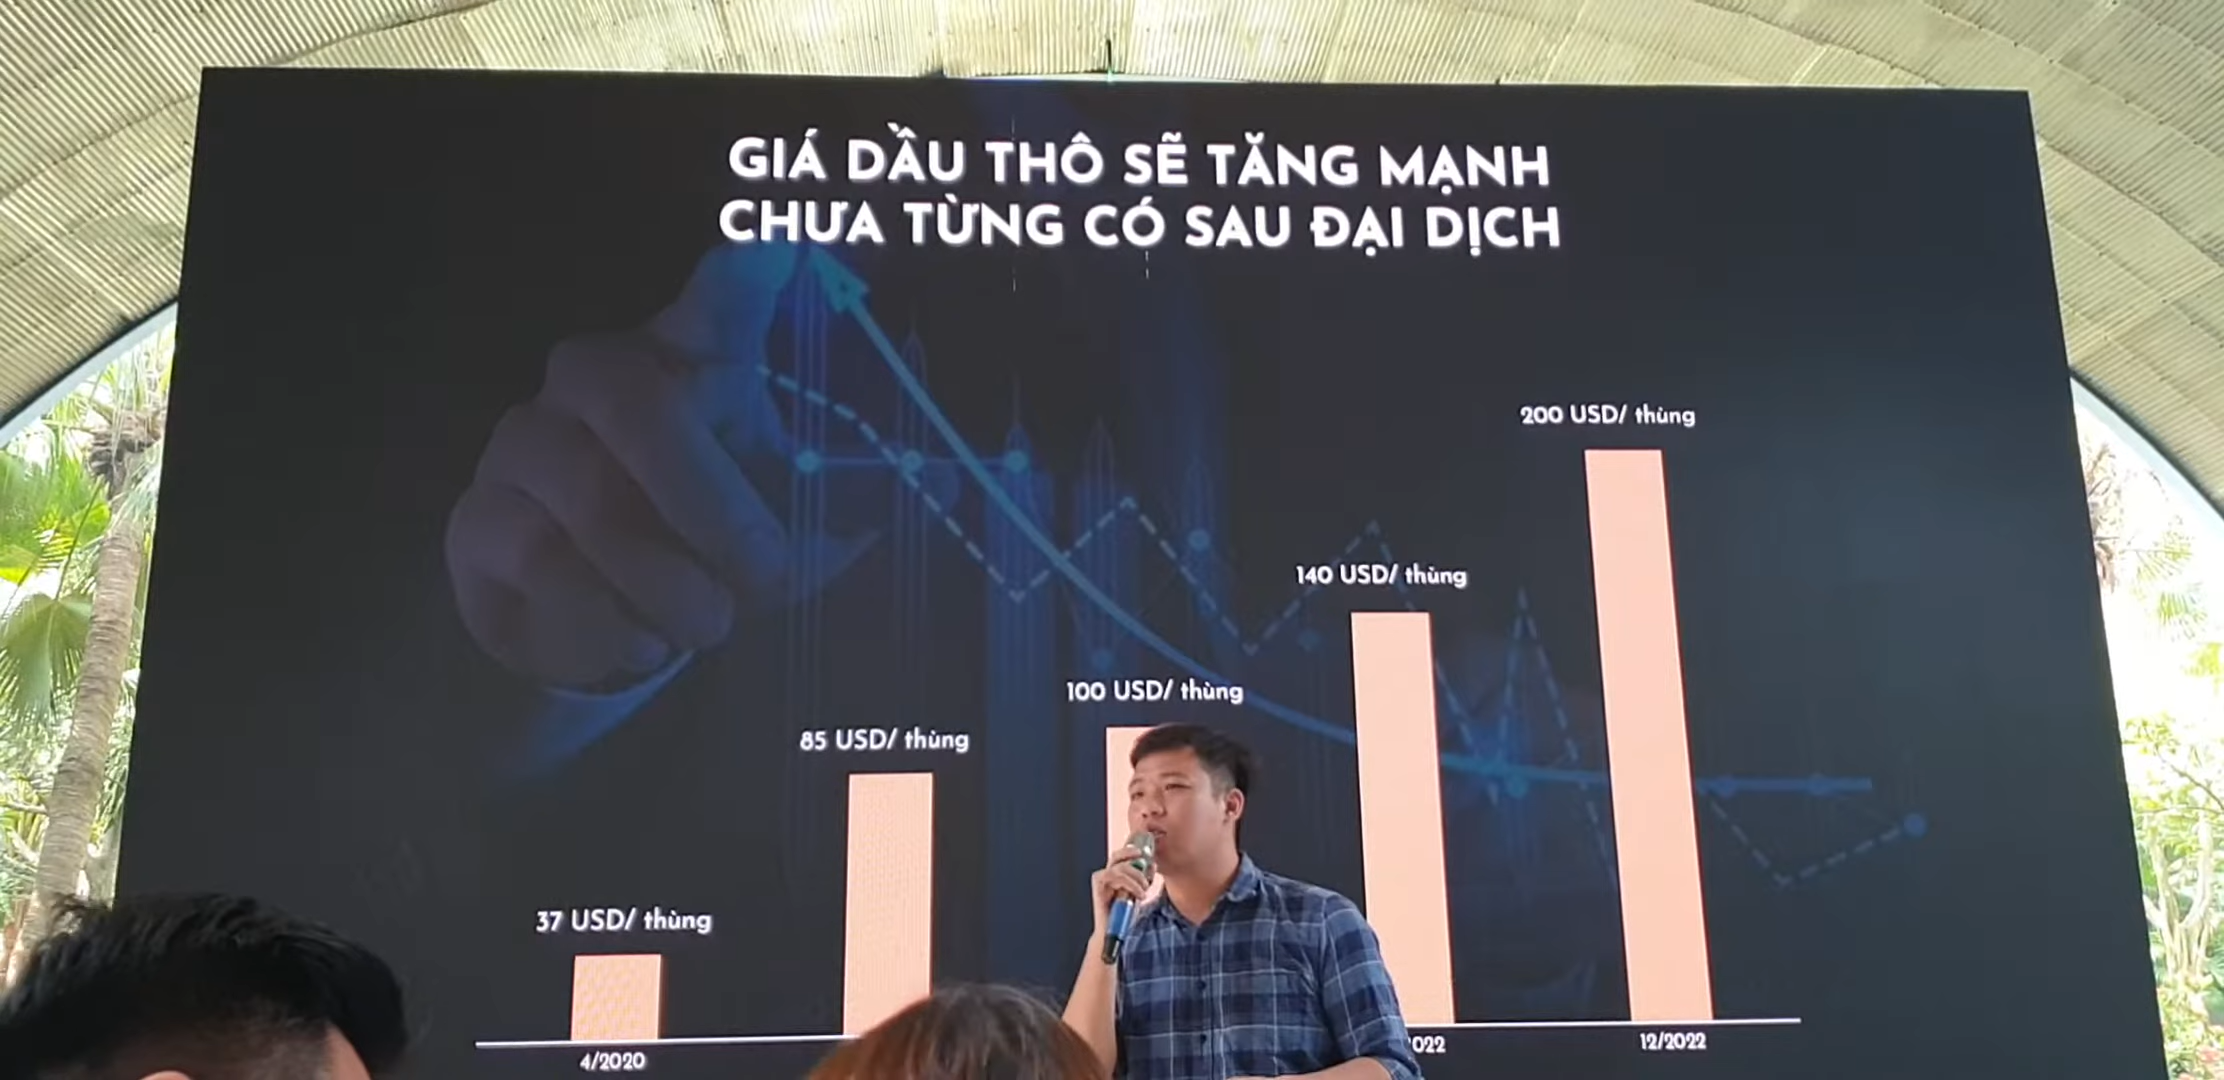 GIÁ DẦU THÔ SẼ TĂNG MẠNH
CHƯA TỪNG CÓ SAU ĐẠI DỊCH
200 USD/ thùng
140 USD/ thùng
100 USD/ thùng
85 USD/ thùng
37 USD/ thùng
4/2020
12/2022